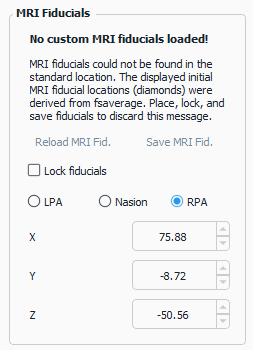 MRI Fiducials
No custom MRI fiducials loaded!
MRI fiducials could not be found in the
standard location. The displayed initial
MRI fiducial locations (diamonds) were
derived from fsaverage. Place, lock, and
save fiducials to discard this message.
Reload MRI Fid. Save MRI Fid.
Lock fiducials
LPA Nasion RPA
X 75.88
Y -8.72
Z -50.56